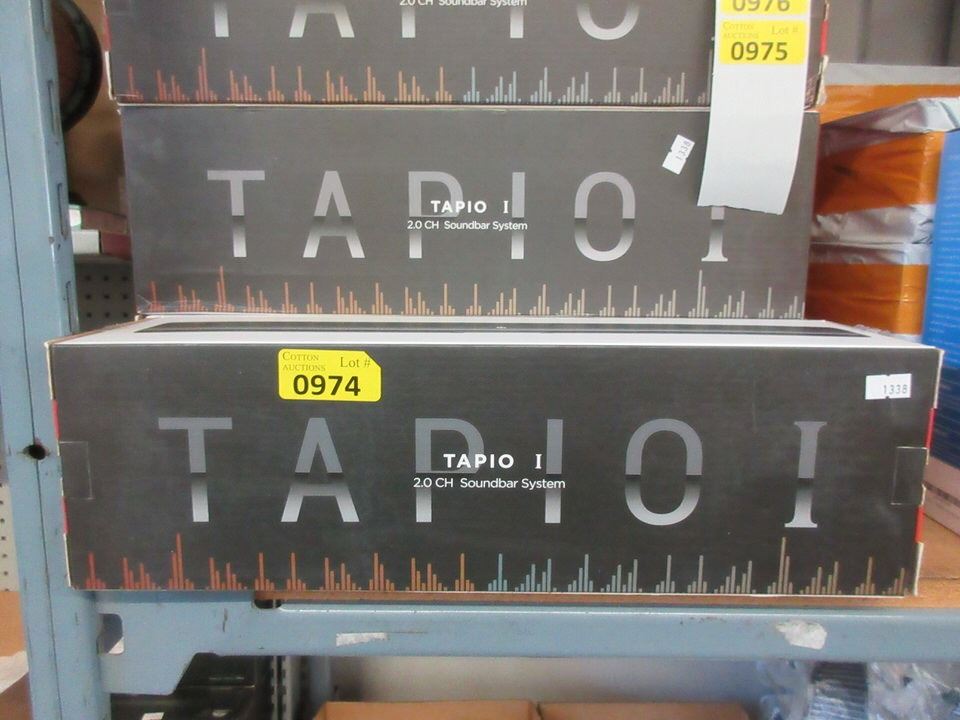 TAPIO
2.0 CH Soundbar System
0976
COTTON AUCTIONS Lot #
0975
1338
TAPIO I
TAPIO I
2.0 CH Soundbar System
COTTON AUCTIONS Lot #
0974
1338
TAPIO I
TAPIO I
2.0 CH Soundbar System